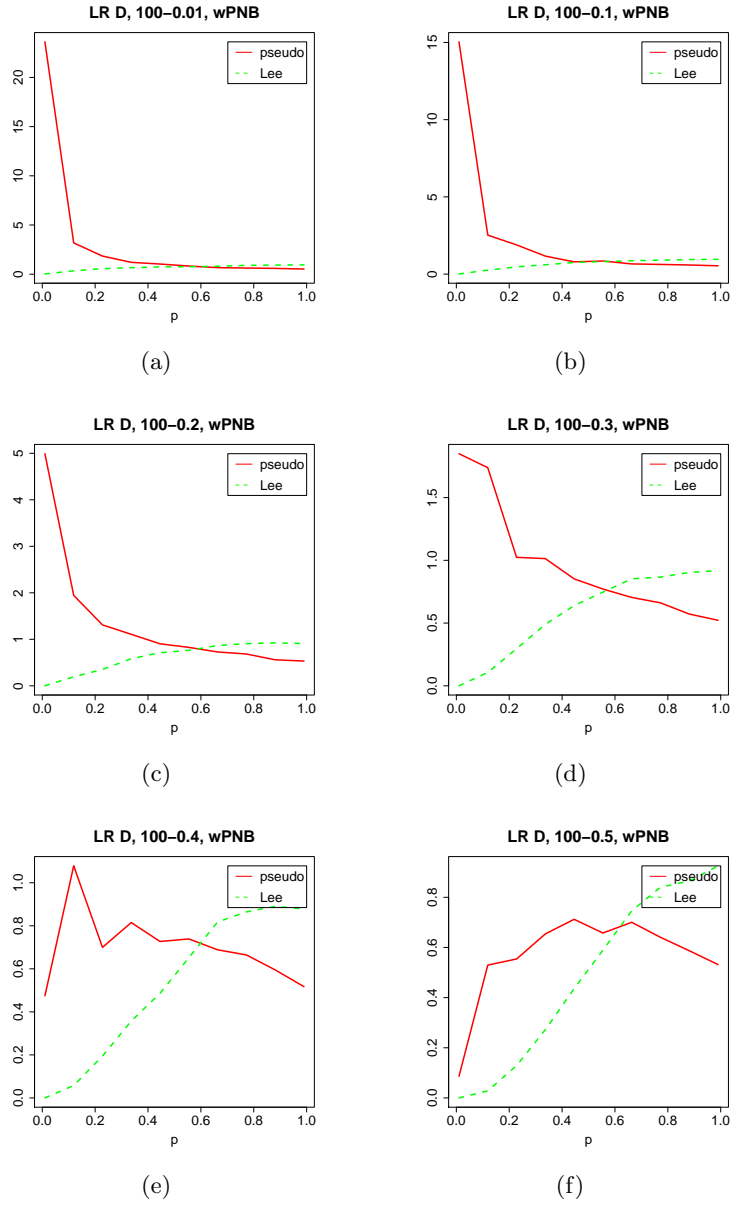 LR D, 100−0.01, wPNB
pseudo
Lee
20
15
10
5
0
0.0 0.2 0.4 0.6 0.8 1.0
p
(a)
LR D, 100−0.1, wPNB
pseudo
Lee
15
10
5
0
0.0 0.2 0.4 0.6 0.8 1.0
p
(b)
LR D, 100−0.2, wPNB
pseudo
Lee
5
4
3
2
1
0
0.0 0.2 0.4 0.6 0.8 1.0
p
(c)
LR D, 100−0.3, wPNB
pseudo
Lee
1.5
1.0
0.5
0.0
0.0 0.2 0.4 0.6 0.8 1.0
p
(d)
LR D, 100−0.4, wPNB
pseudo
Lee
1.0
0.8
0.6
0.4
0.2
0.0
0.0 0.2 0.4 0.6 0.8 1.0
p
(e)
LR D, 100−0.5, wPNB
pseudo
Lee
0.8
0.6
0.4
0.2
0.0
0.0 0.2 0.4 0.6 0.8 1.0
p
(f)